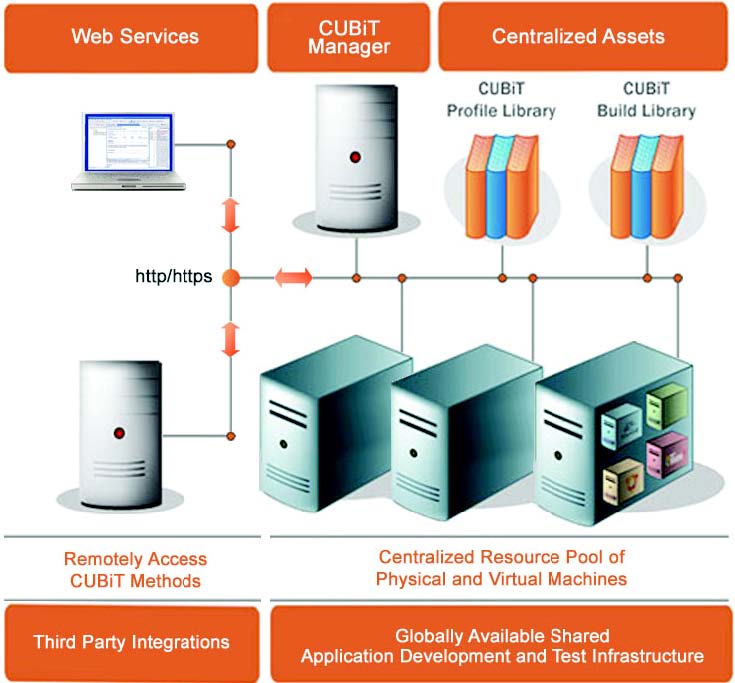 Web Services
CUBiT
Manager
Centralized Assets
CUBiT
Profile Library
CUBiT
Build Library
http/https
Remotely Access
CUBiT Methods
Centralized Resource Pool of
Physical and Virtual Machines
Third Party Integrations
Globally Available Shared
Application Development and Test Infrastructure